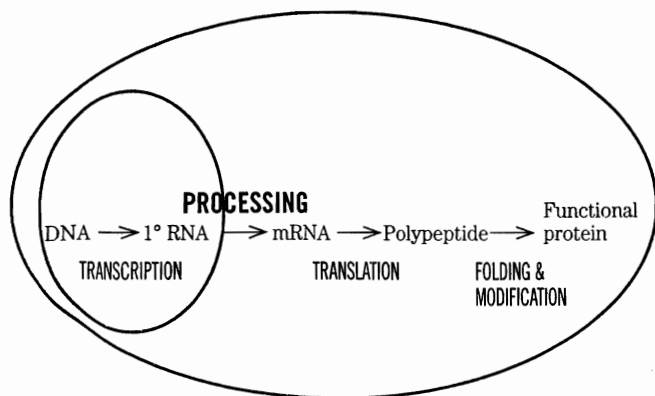 PROCESSING
Functional
DNA → 1° RNA → mRNA → Polypeptide → protein
TRANSCRIPTION TRANSLATION FOLDING &
MODIFICATION